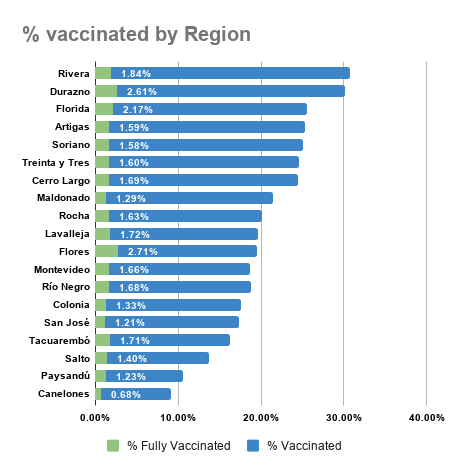 % vaccinated by Region
Rivera 1.84%
Durazno 2.61%
Florida 2.17%
Artigas 1.59%
Soriano 1.58%
Treinta y Tres 1.60%
Cerro Largo 1.69%
Maldonado 1.29%
Rocha 1.63%
Lavalleja 1.72%
Flores 2.71%
Montevideo 1.66%
Río Negro 1.68%
Colonia 1.33%
San José 1.21%
Tacuarembó 1.71%
Salto 1.40%
Paysandú 1.23%
Canelones 0.68%
0.00% 10.00% 20.00% 30.00% 40.00%
% Fully Vaccinated % Vaccinated